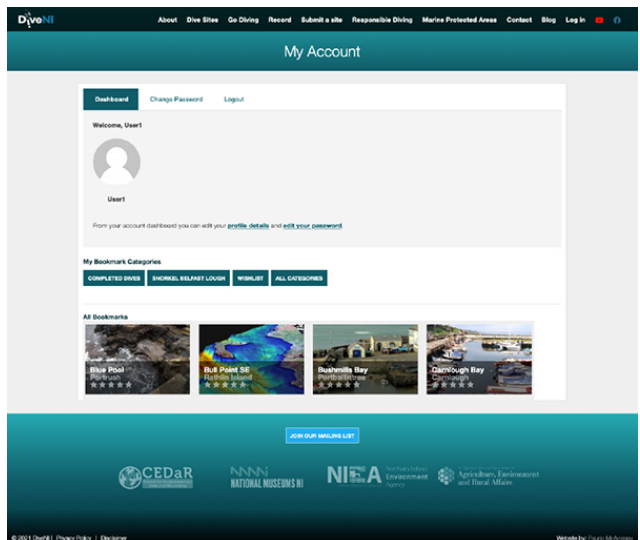 DiveNI
About Dive Sites Go Diving Record Submit a site Responsible Diving Marine Protected Areas Contact Blog Log in
My Account
Dashboard Change Password Logout
Welcome, User1
User1
From your account dashboard you can edit your profile details and edit your password
My Bookmark Categories
COMPLETED DIVES SNORKEL BELFAST LOUGH WISHLIST ALL CATEGORIES
All Bookmarks
Blue Pool
Portrush
Bull Point SE
Rathlin Island
Bushmills Bay
Portballintrae
Carnlough Bay
Carnlough
JOIN OUR MAILING LIST
CEDaR
NATIONAL MUSEUMS NI
NIEA Northern Ireland
Environment
Agency
Agriculture, Environment
and Rural Affairs
© 2021 DiveNI | Privacy Policy | Disclaimer
Website by: